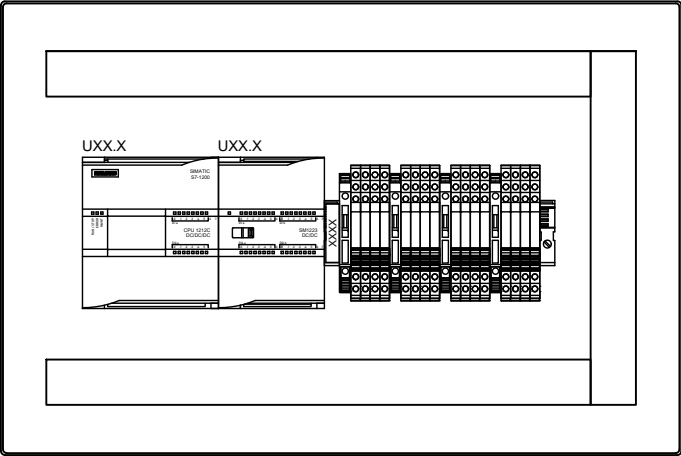 UXX.X
UXX.X
SIMATIC
S7-1200
CPU 1212C
DC/DC/DC
SM1223
DC/DC
XXXX